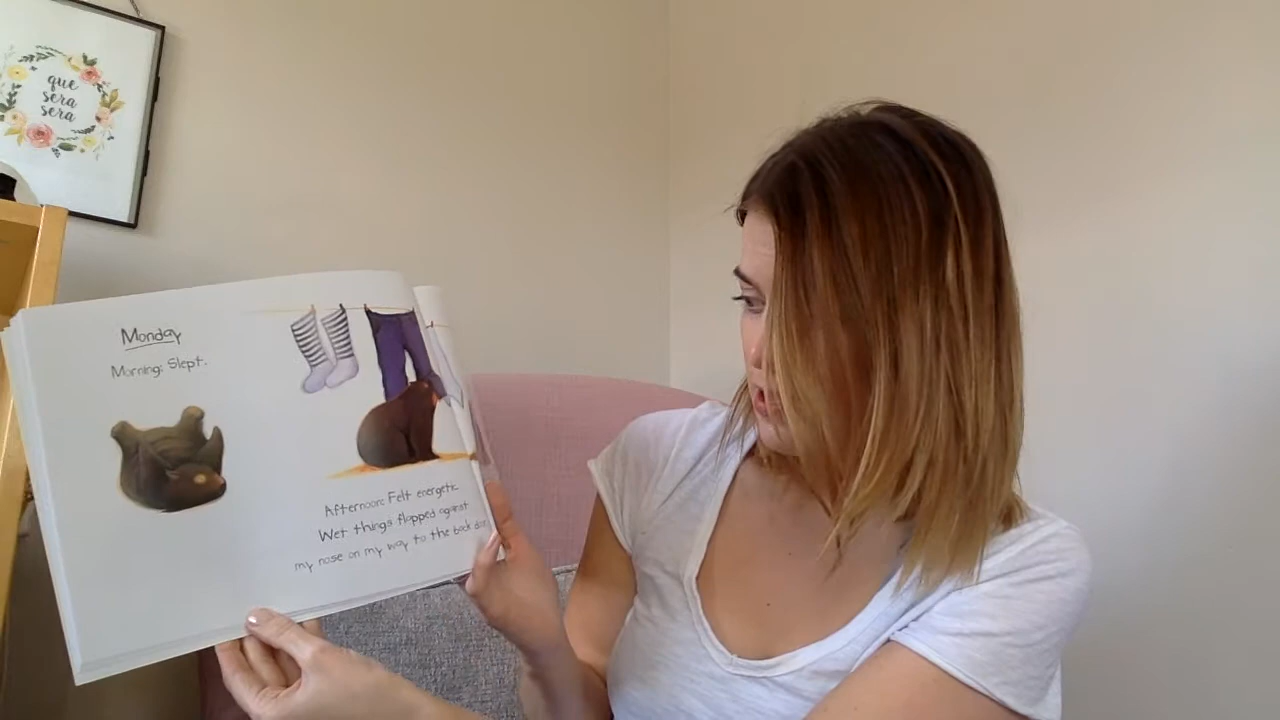 que
sera
sera
Monday
Morning: Slept.
Afternoon: Felt energetic.
Wet things flapped against
my nose on my way to the back door.